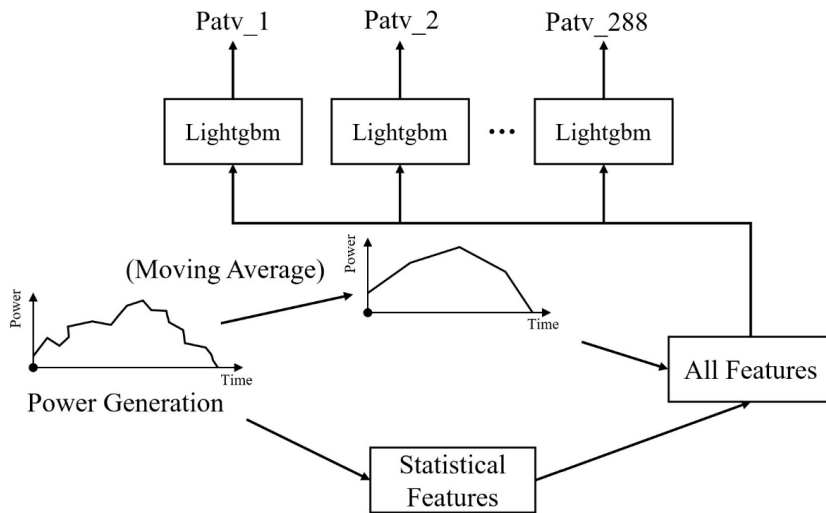 Patv_1
Patv_2
Patv_288
Lightgbm
Lightgbm
...
Lightgbm
(Moving Average)
Power
Time
Power
Time
Power Generation
All Features
Statistical
Features